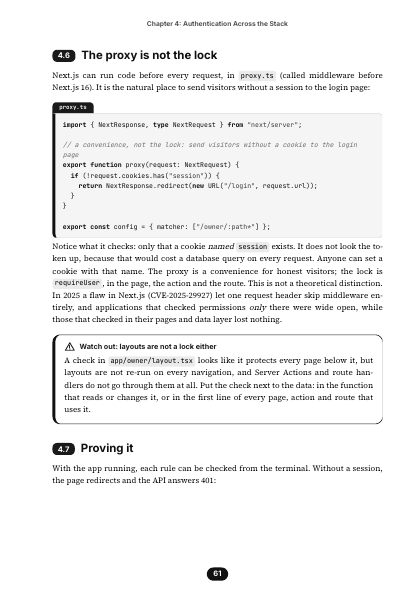 Chapter 4: Authentication Across the Stack
4.6 The proxy is not the lock
Next.js can run code before every request, in proxy.ts (called middleware before
Next.js 16). It is the natural place to send visitors without a session to the login page:
proxy.ts
import { NextResponse, type NextRequest } from "next/server";
// a convenience, not the lock: send visitors without a cookie to the login
page
export function proxy(request: NextRequest) {
if (!request.cookies.has("session")) {
return NextResponse.redirect(new URL("/login", request.url));
}
}
export const config = { matcher: ["/owner/:path*"] };
Notice what it checks: only that a cookie named session exists. It does not look the to-
ken up, because that would cost a database query on every request. Anyone can set a
cookie with that name. The proxy is a convenience for honest visitors; the lock is
requireUser, in the page, the action and the route. This is not a theoretical distinction.
In 2025 a flaw in Next.js (CVE-2025-29927) let one request header skip middleware en-
tirely, and applications that checked permissions only there were wide open, while
those that checked in their pages and data layer lost nothing.
Watch out: layouts are not a lock either
A check in app/owner/layout.tsx looks like it protects every page below it, but
layouts are not re-run on every navigation, and Server Actions and route han-
dlers do not go through them at all. Put the check next to the data: in the function
that reads or changes it, or in the first line of every page, action and route that
uses it.
4.7 Proving it
With the app running, each rule can be checked from the terminal. Without a session,
the page redirects and the API answers 401:
61